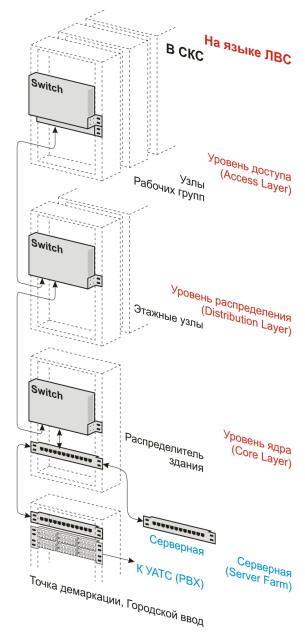 На языке ЛВС
В СКС
Switch
Уровень доступа
(Access Layer)
Узлы
Рабочих групп
Switch
Уровень распределения
(Distribution Layer)
Этажные узлы
Switch
Уровень ядра
(Core Layer)
Распределитель
здания
Серверная
Серверная
(Server Farm)
К УАТС (PBX)
Точка демаркации, Городской ввод